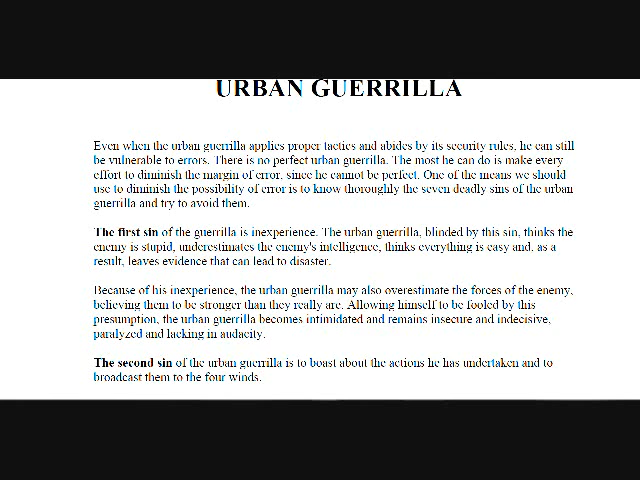 URBAN GUERRILLA
Even when the urban guerrilla applies proper tactics and abides by its security rules, he can still
be vulnerable to errors. There is no perfect urban guerrilla. The most he can do is make every
effort to diminish the margin of error, since he cannot be perfect. One of the means we should
use to diminish the possibility of error is to know thoroughly the seven deadly sins of the urban
guerrilla and try to avoid them.
The first sin of the guerrilla is inexperience. The urban guerrilla, blinded by this sin, thinks the
enemy is stupid, underestimates the enemy's intelligence, thinks everything is easy and, as a
result, leaves evidence that can lead to disaster.
Because of his inexperience, the urban guerrilla may also overestimate the forces of the enemy,
believing them to be stronger than they really are. Allowing himself to be fooled by this
presumption, the urban guerrilla becomes intimidated and remains insecure and indecisive,
paralyzed and lacking in audacity.
The second sin of the urban guerrilla is to boast about the actions he has undertaken and to
broadcast them to the four winds.